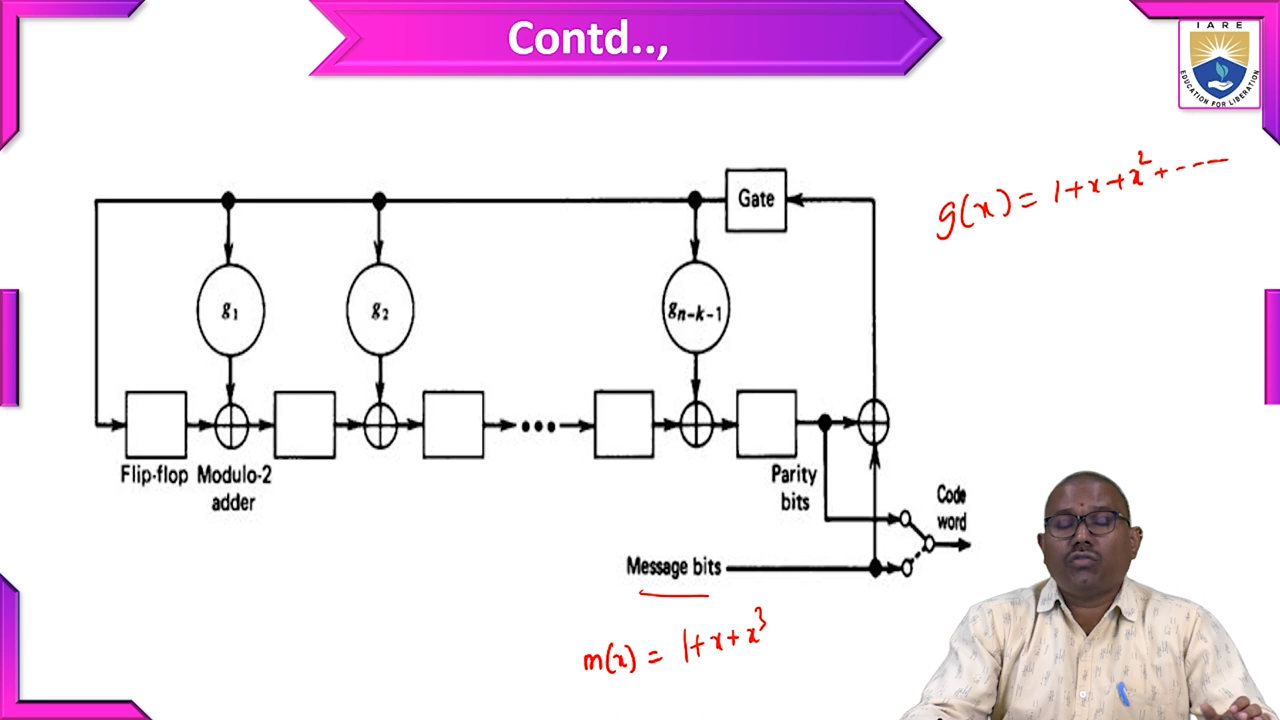 Contd..,
IARE
EDUCATION FOR LIBERATION
Gate
g(x) = 1+x+x²+-----
g₁
g₂
gₙ₋ₖ₋₁
Flip-flop
Modulo-2
adder
Parity
bits
Code
word
Message bits
m(x) = 1+x+x³